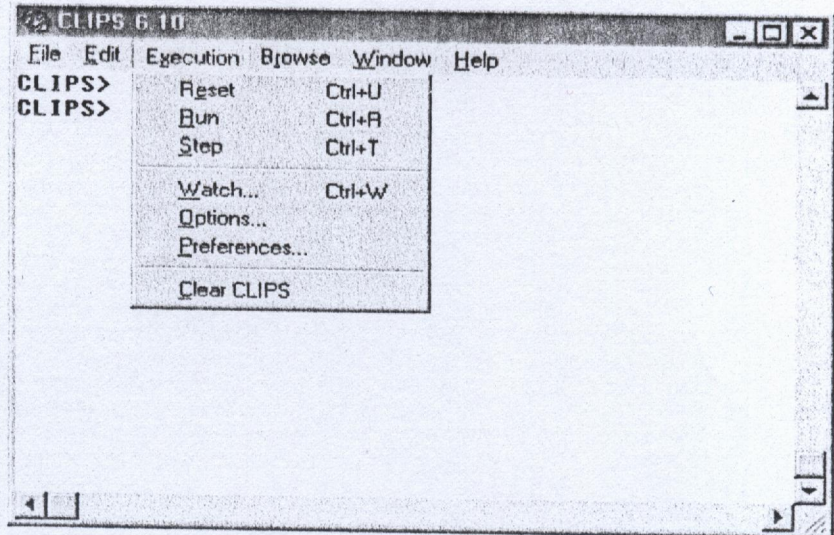 CLIPS 6.10
File Edit Execution Browse Window Help
CLIPS>
CLIPS>
Reset Ctrl+U
Run Ctrl+R
Step Ctrl+T
Watch... Ctrl+W
Options...
Preferences...
Clear CLIPS